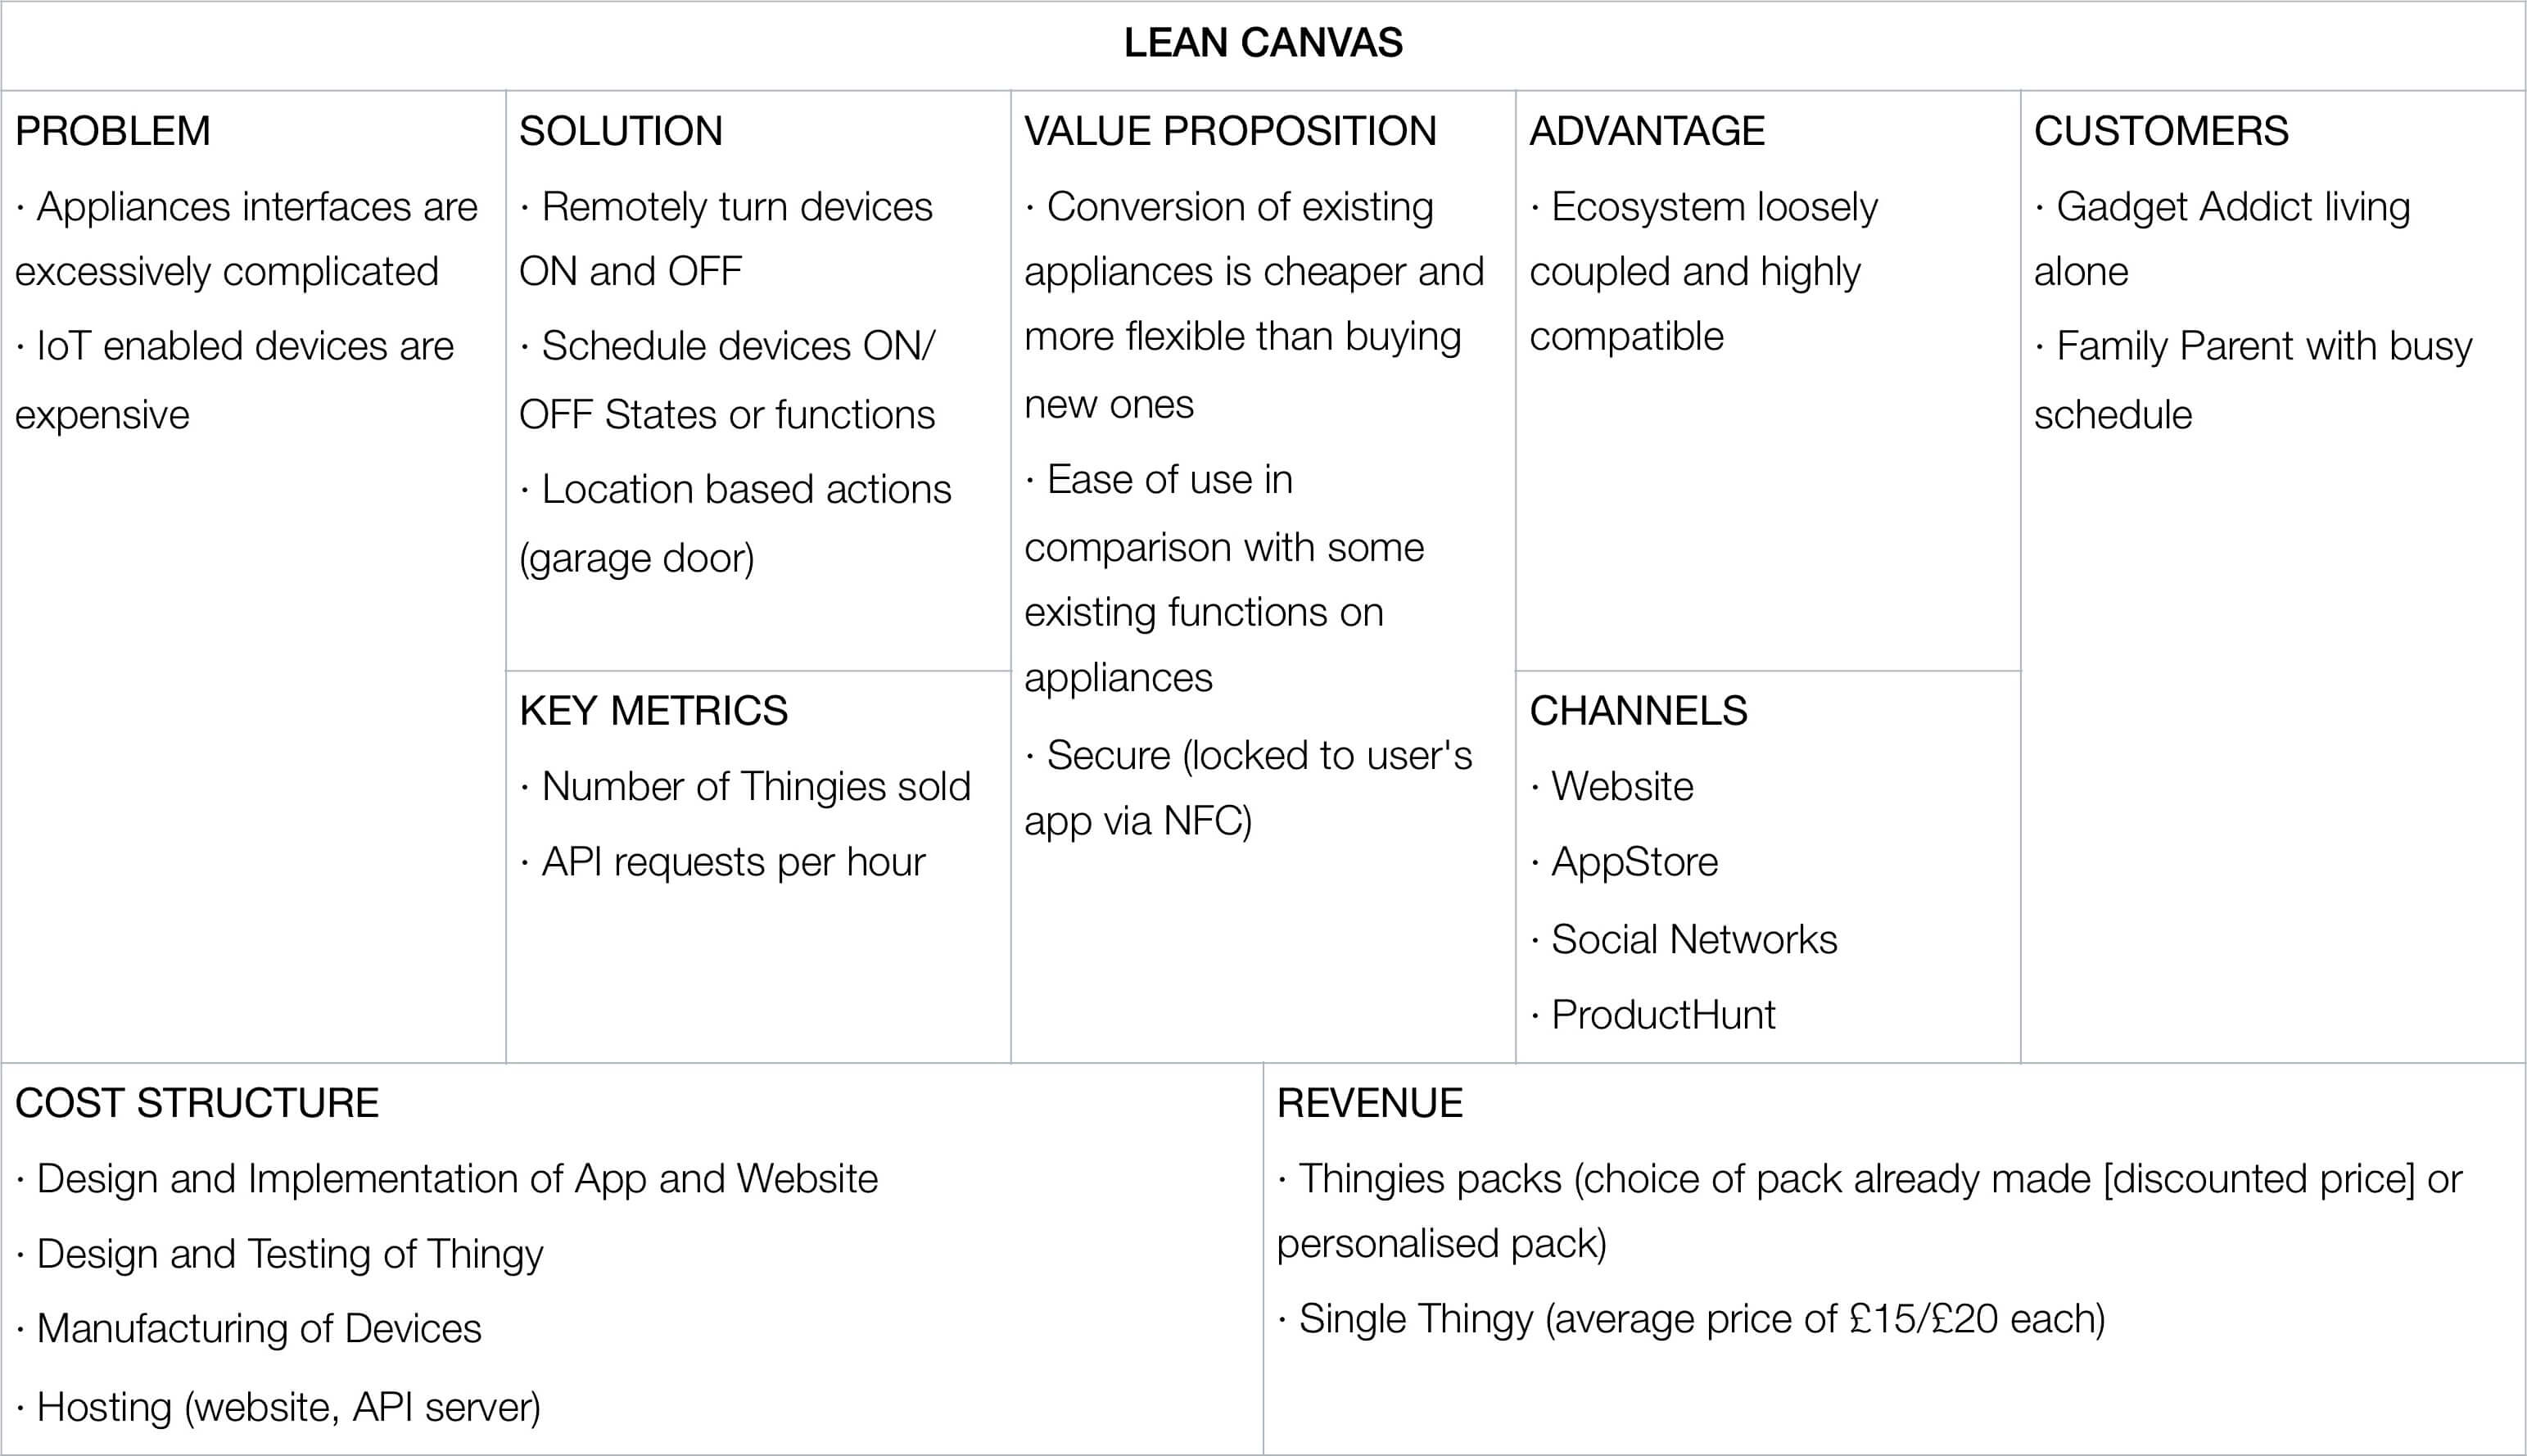 LEAN CANVAS
PROBLEM
· Appliances interfaces are
excessively complicated
· IoT enabled devices are
expensive
SOLUTION
· Remotely turn devices
ON and OFF
· Schedule devices ON/
OFF States or functions
· Location based actions
(garage door)
KEY METRICS
· Number of Thingies sold
· API requests per hour
VALUE PROPOSITION
· Conversion of existing
appliances is cheaper and
more flexible than buying
new ones
· Ease of use in
comparison with some
existing functions on
appliances
· Secure (locked to user's
app via NFC)
ADVANTAGE
· Ecosystem loosely
coupled and highly
compatible
CHANNELS
· Website
· AppStore
· Social Networks
· ProductHunt
CUSTOMERS
· Gadget Addict living
alone
· Family Parent with busy
schedule
COST STRUCTURE
· Design and Implementation of App and Website
· Design and Testing of Thingy
· Manufacturing of Devices
· Hosting (website, API server)
REVENUE
· Thingies packs (choice of pack already made [discounted price] or
personalised pack)
· Single Thingy (average price of £15/£20 each)